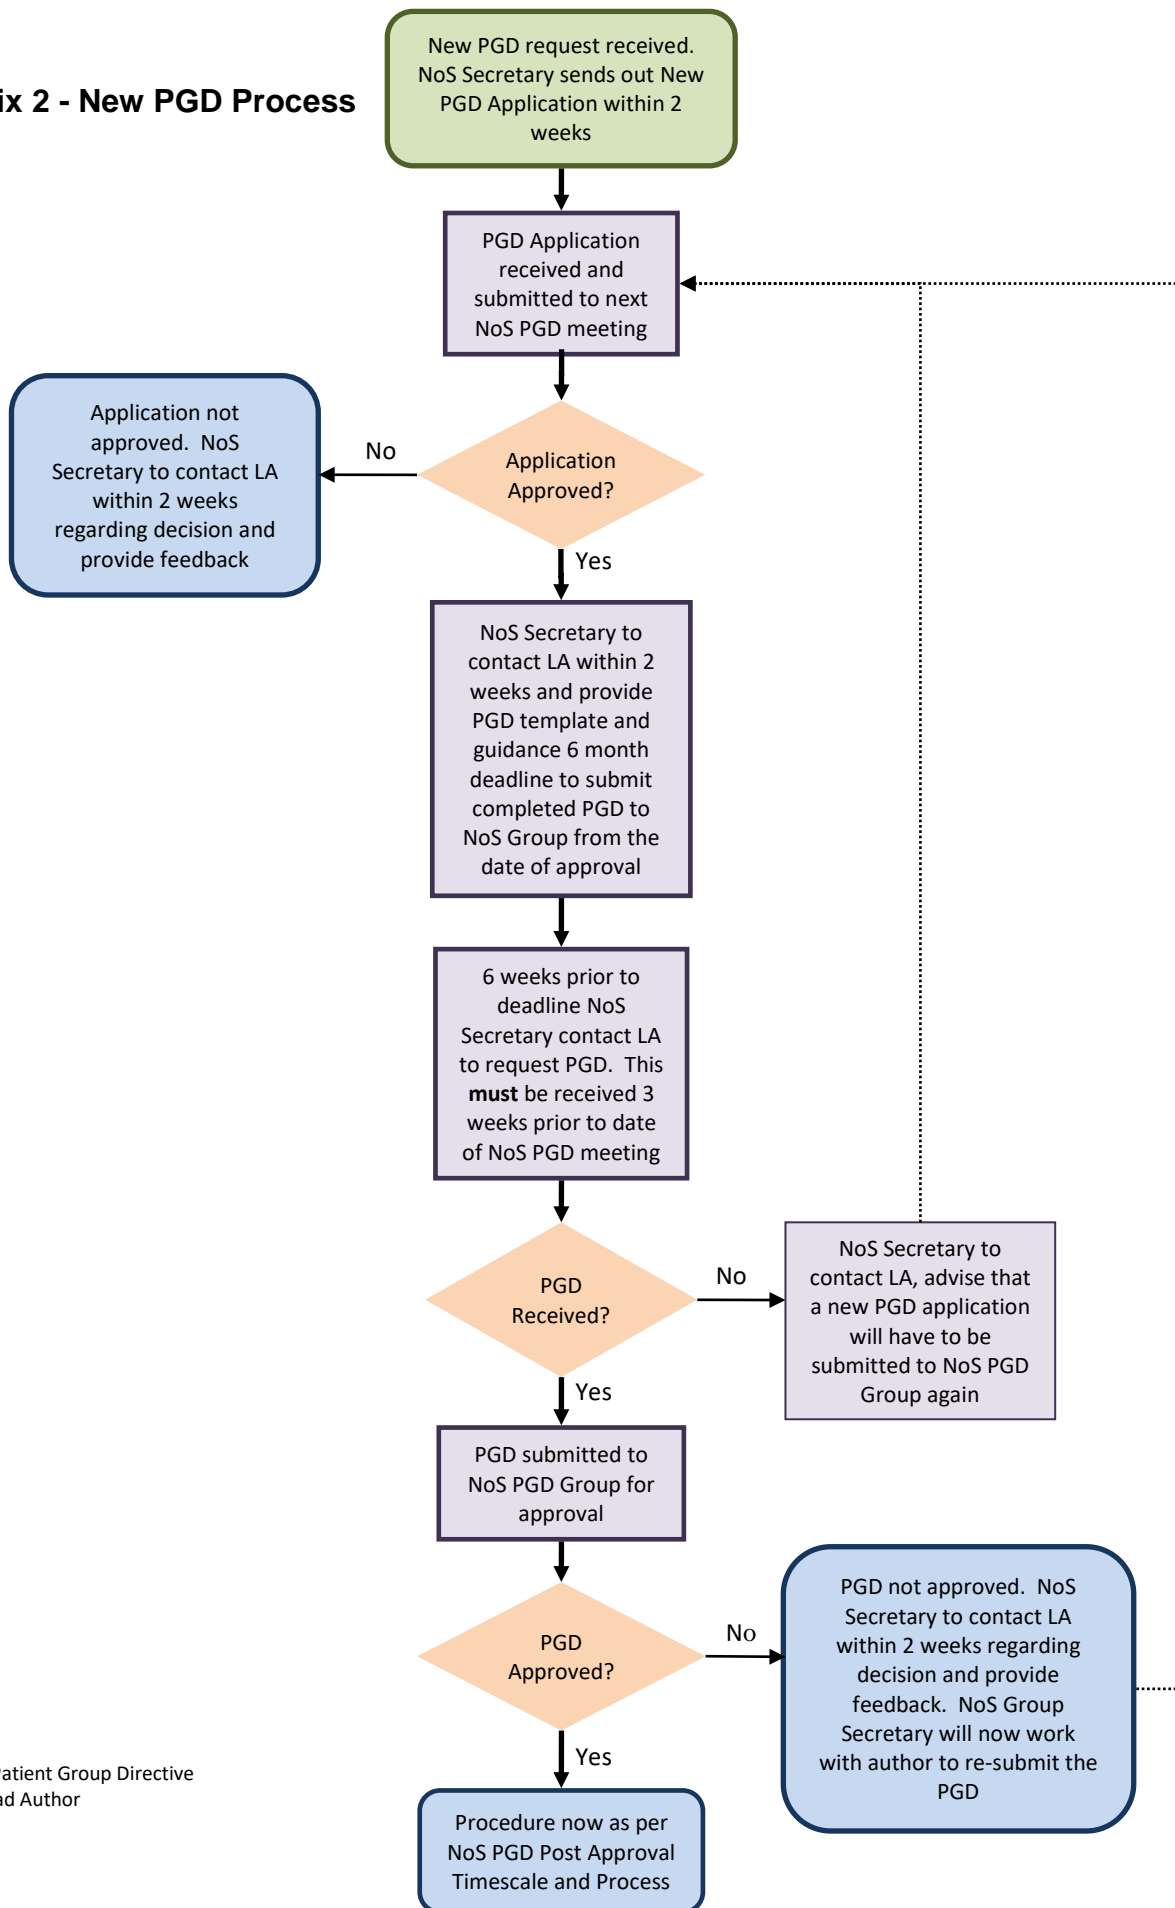 New PGD request received.
NoS Secretary sends out New
PGD Application within 2
weeks
ix 2 - New PGD Process
PGD Application
received and
submitted to next
NoS PGD meeting
Application not
approved.  NoS
Secretary to contact LA
within 2 weeks
regarding decision and
provide feedback
No
Application
Approved?
Yes
NoS Secretary to
contact LA within 2
weeks and provide
PGD template and
guidance 6 month
deadline to submit
completed PGD to
NoS Group from the
date of approval
6 weeks prior to
deadline NoS
Secretary contact LA
to request PGD.  This
must be received 3
weeks prior to date
of NoS PGD meeting
PGD
Received?
No
NoS Secretary to
contact LA, advise that
a new PGD application
will have to be
submitted to NoS PGD
Group again
Yes
PGD submitted to
NoS PGD Group for
approval
PGD
Approved?
No
PGD not approved.  NoS
Secretary to contact LA
within 2 weeks regarding
decision and provide
feedback.  NoS Group
Secretary will now work
with author to re-submit the
PGD
Yes
Patient Group Directive
ad Author
Procedure now as per
NoS PGD Post Approval
Timescale and Process